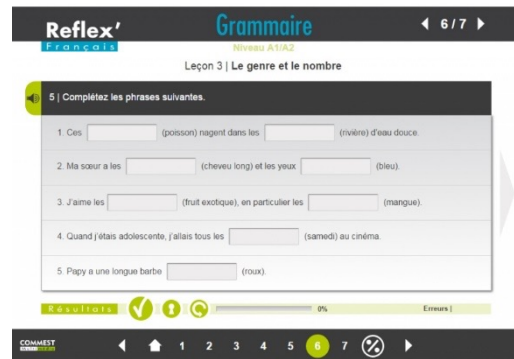 Reflex'
Français
Grammaire
6/7
Niveau A1/A2
Leçon 3 | Le genre et le nombre
5 | Complétez les phrases suivantes.
1. Ces (poisson) nagent dans les (rivière) d'eau douce.
2. Ma sœur a les (cheveu long) et les yeux (bleu).
3. J'aime les (fruit exotique), en particulier les (mangue).
4. Quand j'étais adolescente, j'allais tous les (samedi) au cinéma.
5. Papy a une longue barbe (roux).
Résultats 0% Erreurs |
COMMEST
1 2 3 4 5 6 7